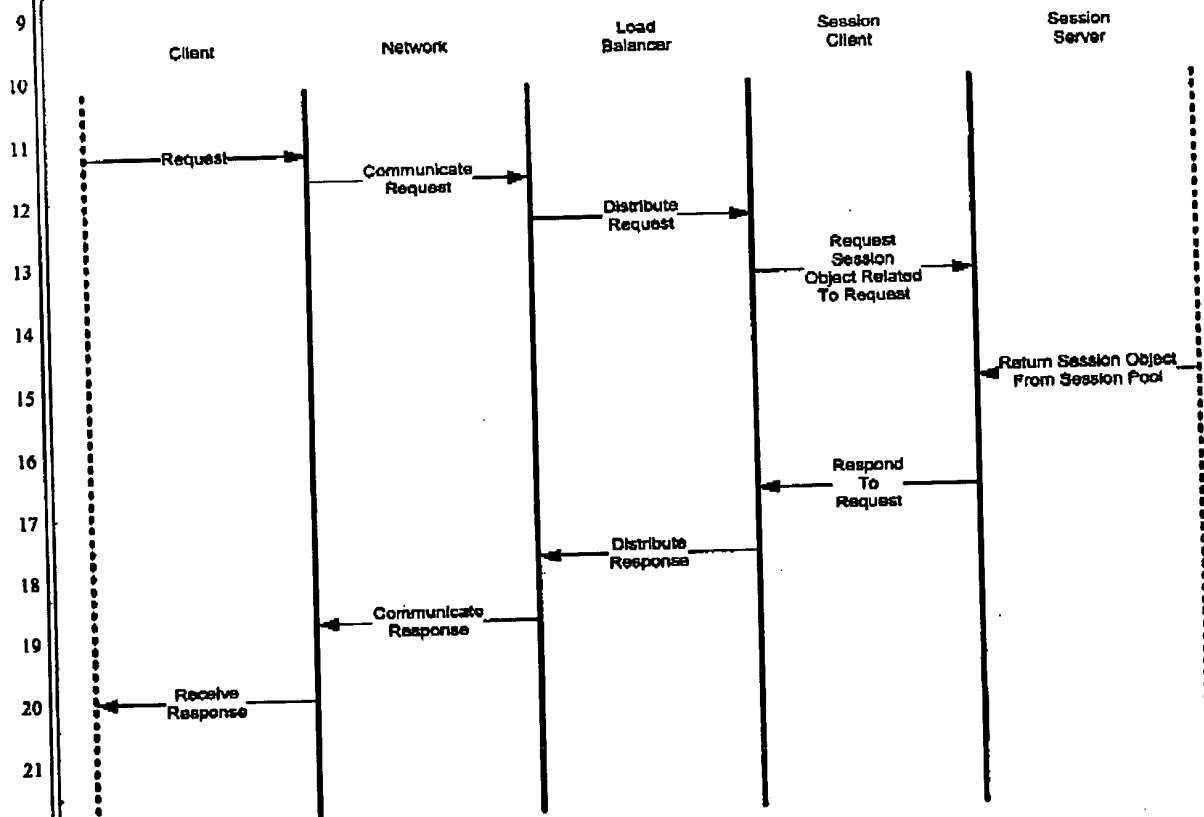 9
Client
Network
Load
Balancer
Session
Client
Session
Server
10
11
Request
Communicate
Request
12
Distribute
Request
13
Request
Session
Object Related
To Request
14
Return Session Object
From Session Pool
15
16
Respond
To
Request
17
Distribute
Response
18
Communicate
Response
19
20
Receive
Response
21